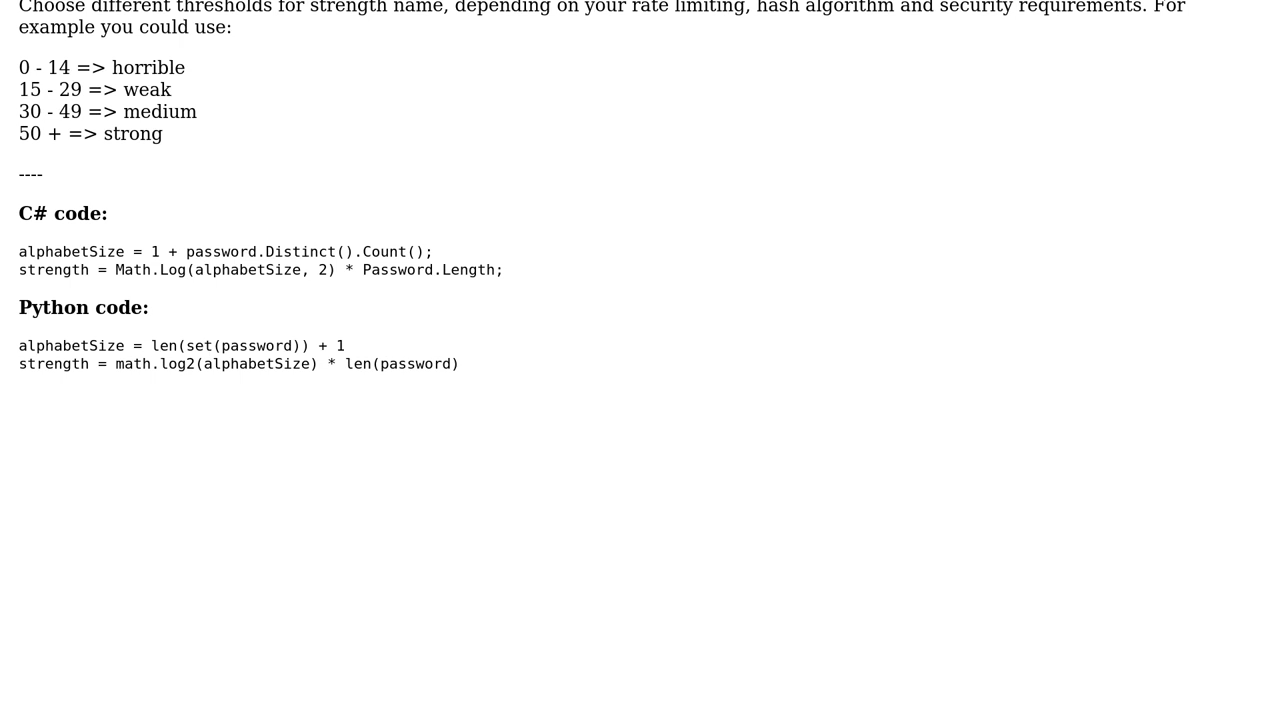 Choose different thresholds for strength name, depending on your rate limiting, hash algorithm and security requirements. For
example you could use:
0 - 14 => horrible
15 - 29 => weak
30 - 49 => medium
50 + => strong
----
C# code:
alphabetSize = 1 + password.Distinct().Count();
strength = Math.Log(alphabetSize, 2) * Password.Length;
Python code:
alphabetSize = len(set(password)) + 1
strength = math.log2(alphabetSize) * len(password)